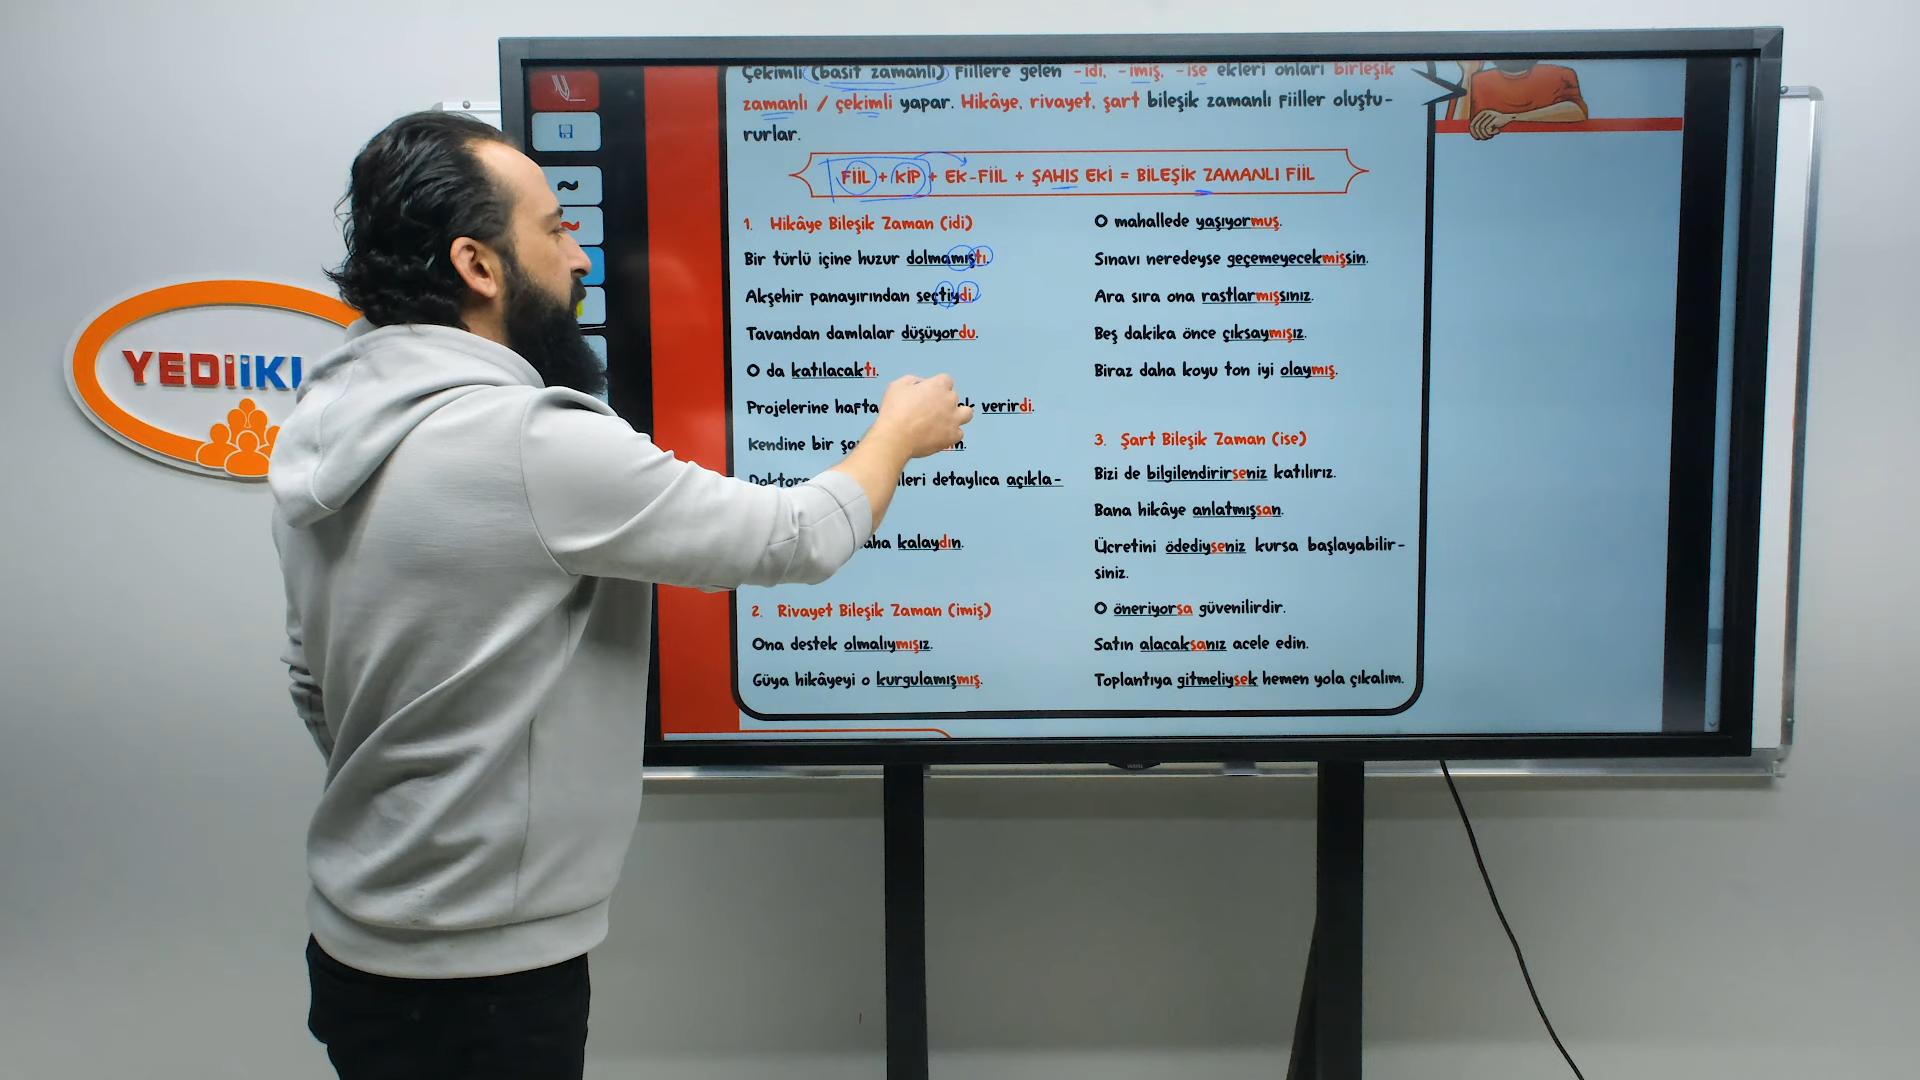 YEDiiKL
Çekimli (basit zamanlı) fiillere gelen -idi, -imiş, -ise ekleri onları birleşik
zamanlı / çekimli yapar. Hikâye, rivayet, şart bileşik zamanlı fiiller oluştu-
rurlar.
FİİL + KİP + EK-FİİL + ŞAHIS EKİ = BİLEŞİK ZAMANLI FİİL
1. Hikâye Bileşik Zaman (idi)
Bir türlü içine huzur dolmamıştı.
Akşehir panayırından seçtiydi.
Tavandan damlalar düşüyordu.
O da katılacaktı.
Projelerine hafta verirdi.
Kendine bir
Doktor leri detaylıca açıkla-
aha kalaydın.
2. Rivayet Bileşik Zaman (imiş)
Ona destek olmalıymışız.
Güya hikâyeyi o kurgulamışmış.
O mahallede yaşıyormuş.
Sınavı neredeyse geçemeyecekmişsin.
Ara sıra ona rastlarmışsınız.
Beş dakika önce çıksaymışız.
Biraz daha koyu ton iyi olaymış.
3. Şart Bileşik Zaman (ise)
Bizi de bilgilendirirseniz katılırız.
Bana hikâye anlatmışsan.
Ücretini ödediyseniz kursa başlayabilir-
siniz.
O öneriyorsa güvenilirdir.
Satın alacaksanız acele edin.
Toplantıya gitmeliysek hemen yola çıkalım.